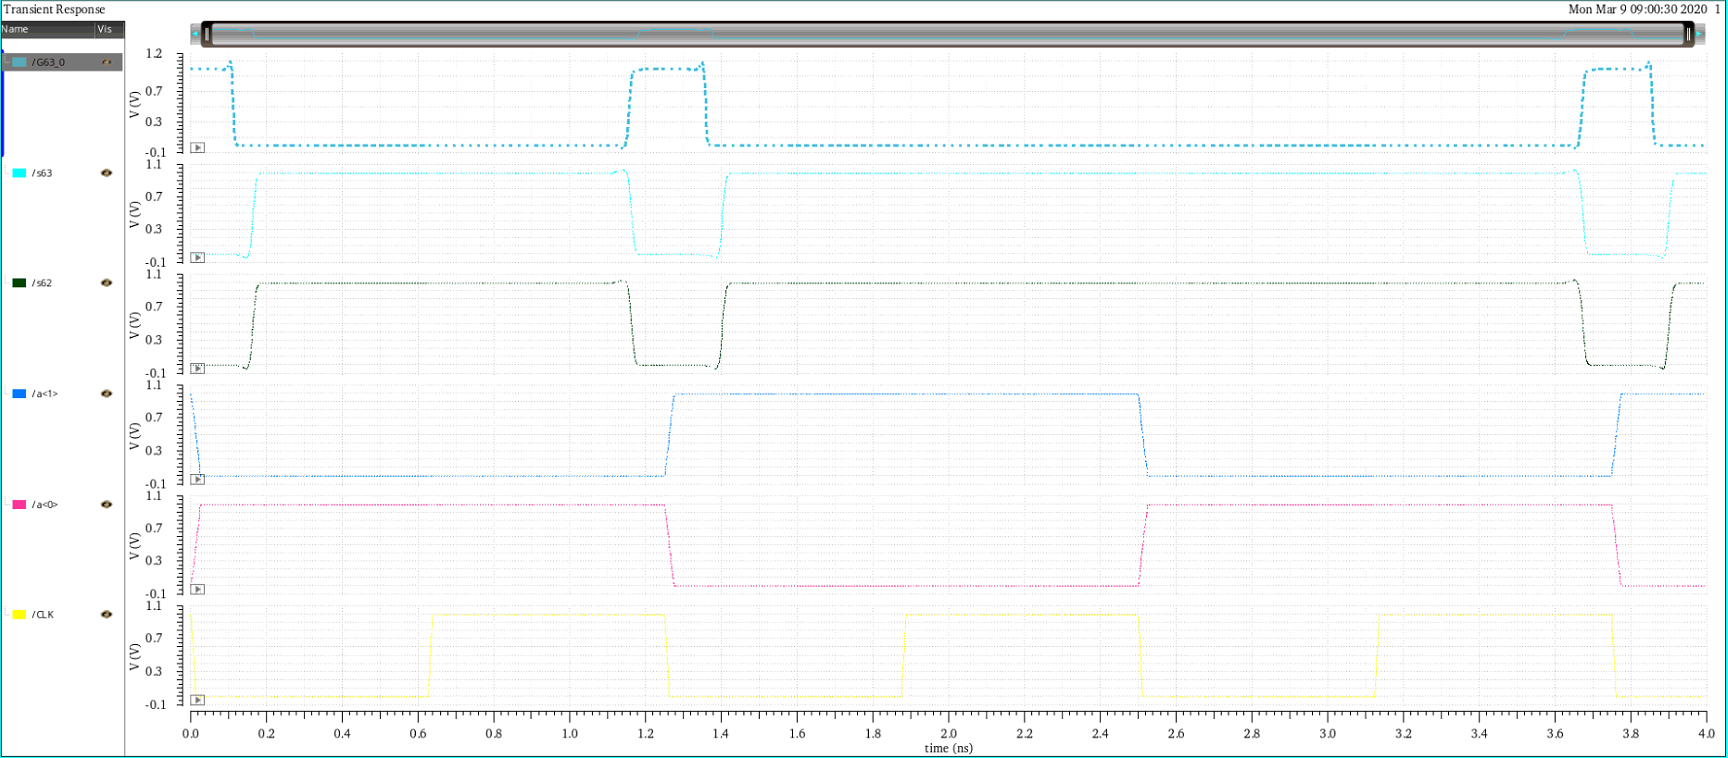 Transient Response
Mon Mar 9 09:00:30 2020 1
Name Vis
/G63_0
1.2
0.7
0.3
-0.1
V (V)
/s63
1.1
0.7
0.3
-0.1
V (V)
/s62
1.1
0.7
0.3
-0.1
V (V)
/a<1>
1.1
0.7
0.3
-0.1
V (V)
/a<0>
1.1
0.7
0.3
-0.1
V (V)
/CLK
1.1
0.7
0.3
-0.1
V (V)
0.0 0.2 0.4 0.6 0.8 1.0 1.2 1.4 1.6 1.8 2.0 2.2 2.4 2.6 2.8 3.0 3.2 3.4 3.6 3.8 4.0
time (ns)